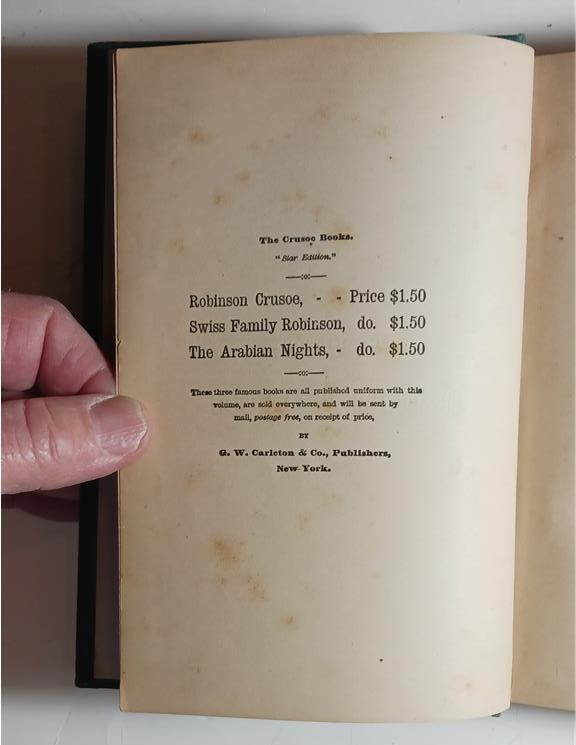 The Crusoe Books.
"Star Edition."
Robinson Crusoe, - - Price $1.50
Swiss Family Robinson, do. $1.50
The Arabian Nights, - do. $1.50
These three famous books are all published uniform with this
volume, are sold everywhere, and will be sent by
mail, postage free, on receipt of price,
BY
G. W. Carleton & Co., Publishers,
New York.